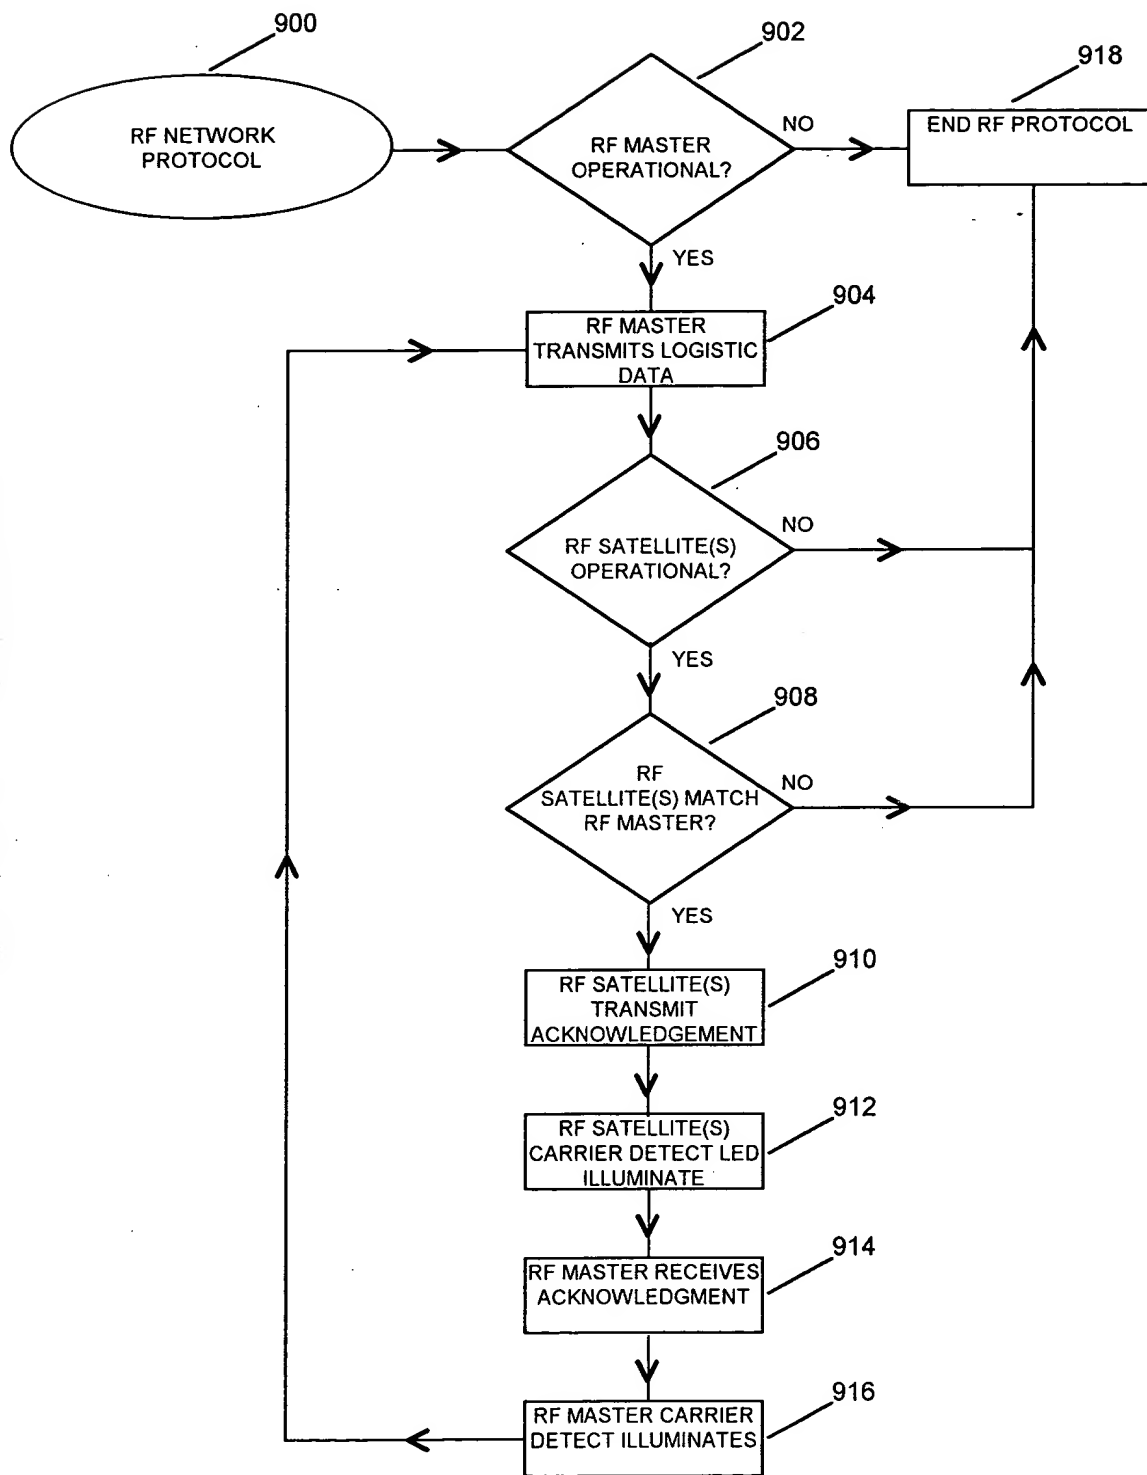 900
902
918
RF NETWORK
PROTOCOL
RF MASTER
OPERATIONAL?
NO
END RF PROTOCOL
YES
904
RF MASTER
TRANSMITS LOGISTIC
DATA
906
RF SATELLITE(S)
OPERATIONAL?
NO
YES
908
RF
SATELLITE(S) MATCH
RF MASTER?
NO
YES
910
RF SATELLITE(S)
TRANSMIT
ACKNOWLEDGEMENT
912
RF SATELLITE(S)
CARRIER DETECT LED
ILLUMINATE
914
RF MASTER RECEIVES
ACKNOWLEDGMENT
916
RF MASTER CARRIER
DETECT ILLUMINATES